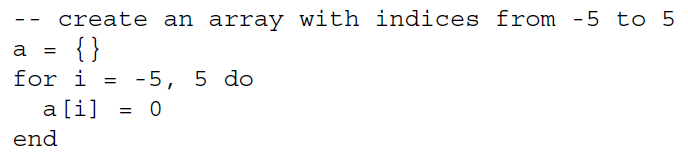 -- create an array with indices from -5 to 5
a = {}
for i = -5, 5 do
  a[i] = 0
end